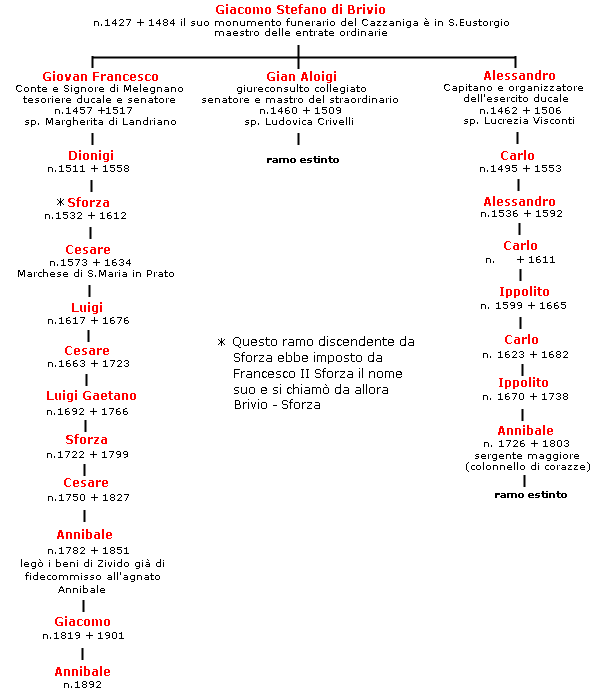 Giacomo Stefano di Brivio
n.1427 + 1484 il suo monumento funerario del Cazzaniga è in S.Eustorgio
maestro delle entrate ordinarie
Giovan Francesco
Conte e Signore di Melegnano
tesoriere ducale e senatore
n.1457 +1517
sp. Margherita di Landriano
Dionigi
n.1511 + 1558
* Sforza
n.1532 + 1612
Cesare
n.1573 + 1634
Marchese di S.Maria in Prato
Luigi
n.1617 + 1676
Cesare
n.1663 + 1723
Luigi Gaetano
n.1692 + 1766
Sforza
n.1722 + 1799
Cesare
n.1750 + 1827
Annibale
n.1782 + 1851
legò i beni di Zivido già di
fidecommisso all'agnato
Annibale
Giacomo
n.1819 + 1901
Annibale
n.1892
Gian Aloigi
giureconsulto collegiato
senatore e mastro del straordinario
n.1460 + 1509
sp. Ludovica Crivelli
ramo estinto
* Questo ramo discendente da
Sforza ebbe imposto da
Francesco II Sforza il nome
suo e si chiamò da allora
Brivio - Sforza
Alessandro
Capitano e organizzatore
dell'esercito ducale
n.1462 + 1506
sp. Lucrezia Visconti
Carlo
n.1495 + 1553
Alessandro
n.1536 + 1592
Carlo
n. + 1611
Ippolito
n. 1599 + 1665
Carlo
n. 1623 + 1682
Ippolito
n. 1670 + 1738
Annibale
n. 1726 + 1803
sergente maggiore
(colonnello di corazze)
ramo estinto